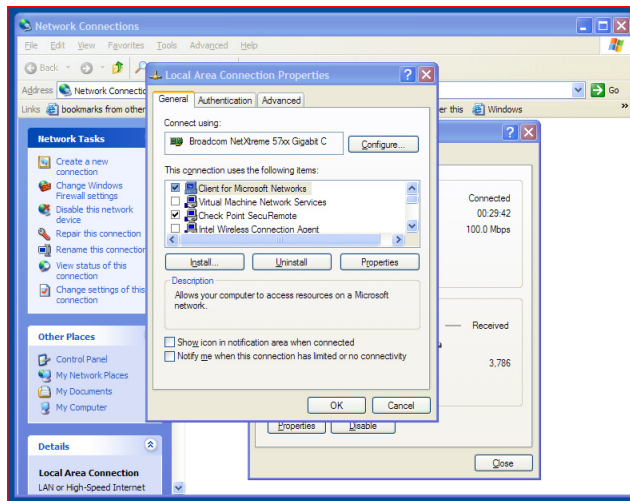 Network Connections
File Edit View Favorites Tools Advanced Help
Back
Address Network Connectic
Go
Links bookmarks from other
er this Windows
Network Tasks
Create a new
connection
Change Windows
Firewall settings
Disable this network
device
Repair this connection
Rename this connection
View status of this
connection
Change settings of this
connection
Other Places
Control Panel
My Network Places
My Documents
My Computer
Details
Local Area Connection
LAN or High-Speed Internet
Local Area Connection Properties
General Authentication Advanced
Connect using:
Broadcom NetXtreme 57xx Gigabit C
Configure...
This connection uses the following items:
Client for Microsoft Networks
Virtual Machine Network Services
Check Point SecuRemote
Intel Wireless Connection Agent
Install... Uninstall Properties
Description
Allows your computer to access resources on a Microsoft
network.
Show icon in notification area when connected
Notify me when this connection has limited or no connectivity
OK Cancel
Connected
00:29:42
100.0 Mbps
Received
3,786
Properties Disable
Close